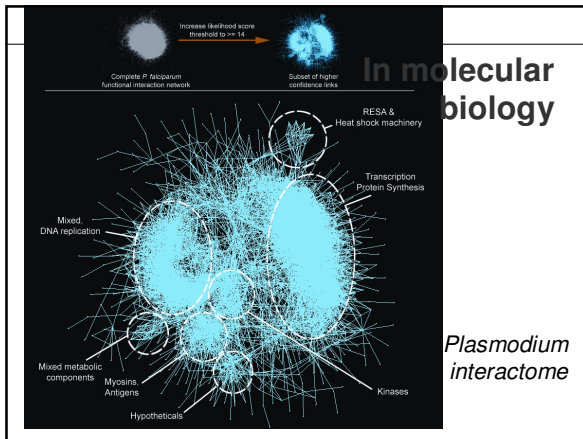 Increase likelihood score
threshold to >= 14
Complete P. falciparum
functional interaction network
Subset of higher
confidence links
In molecular
biology
RESA &
Heat shock machinery
Transcription
Protein Synthesis
Mixed,
DNA replication
Mixed metabolic
components
Myosins,
Antigens
Hypotheticals
Kinases
Plasmodium
interactome